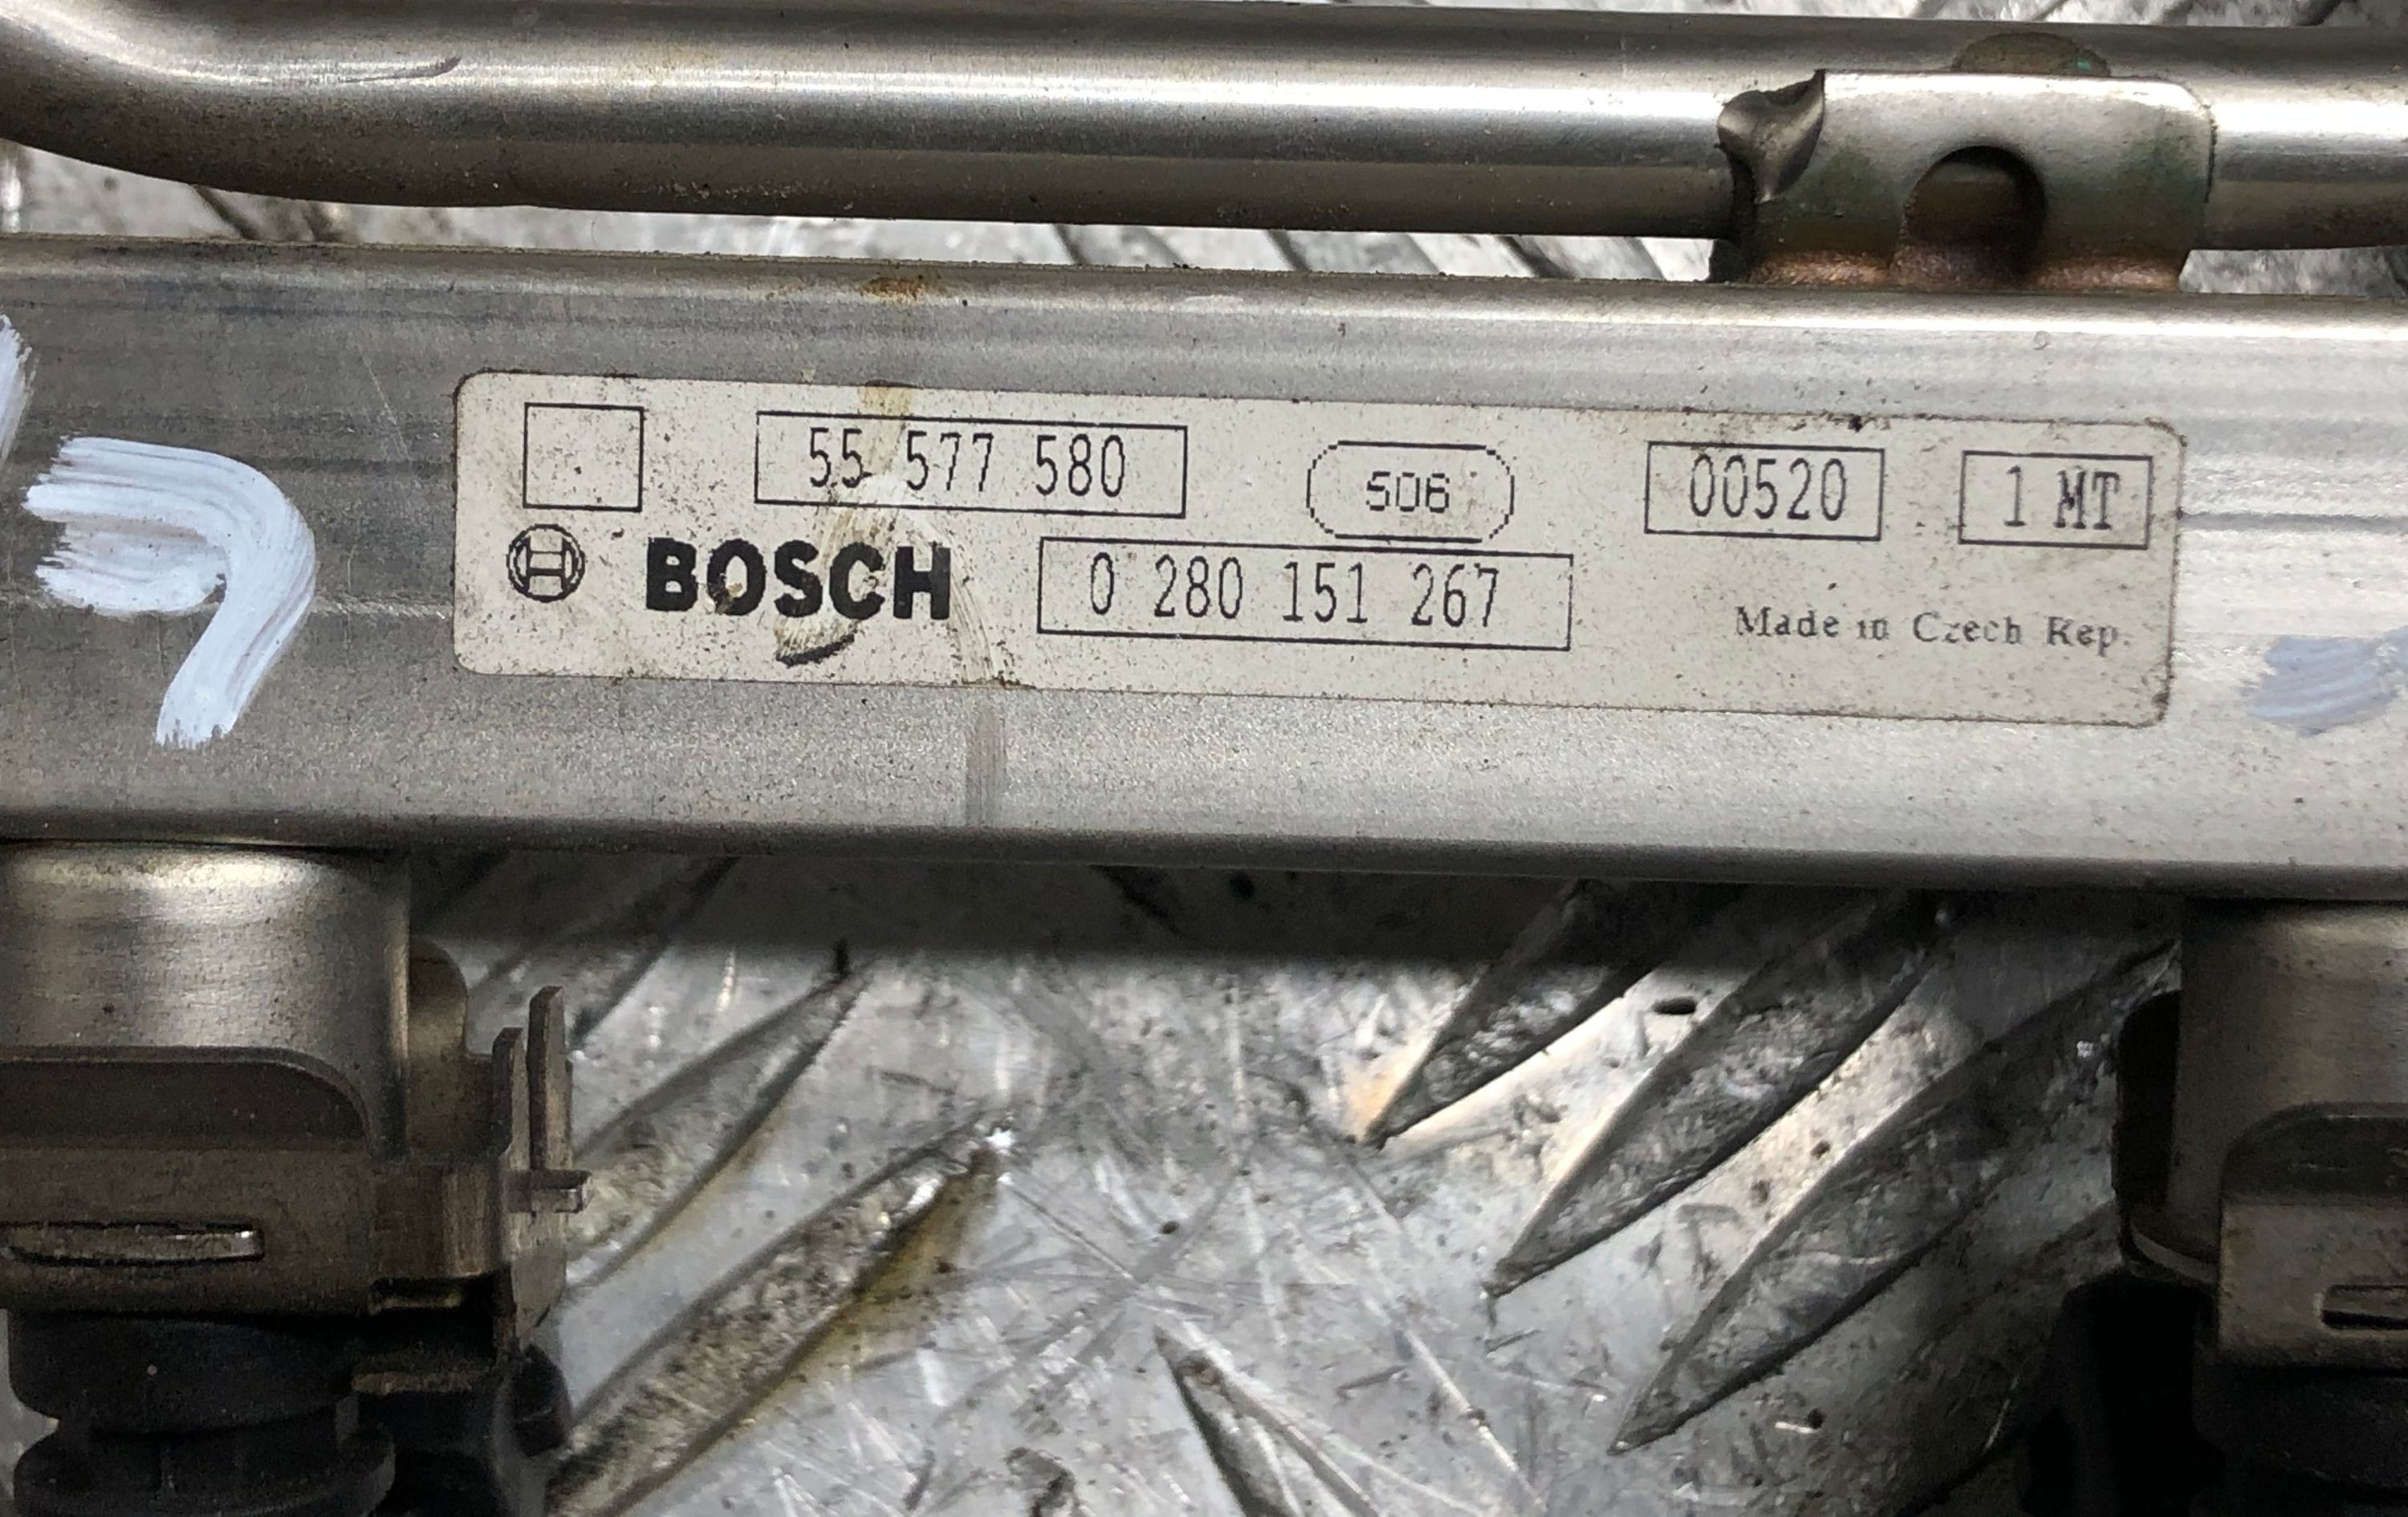 55 577 580 506 00520 1 MT
BOSCH 0 280 151 267 Made in Czech Rep.